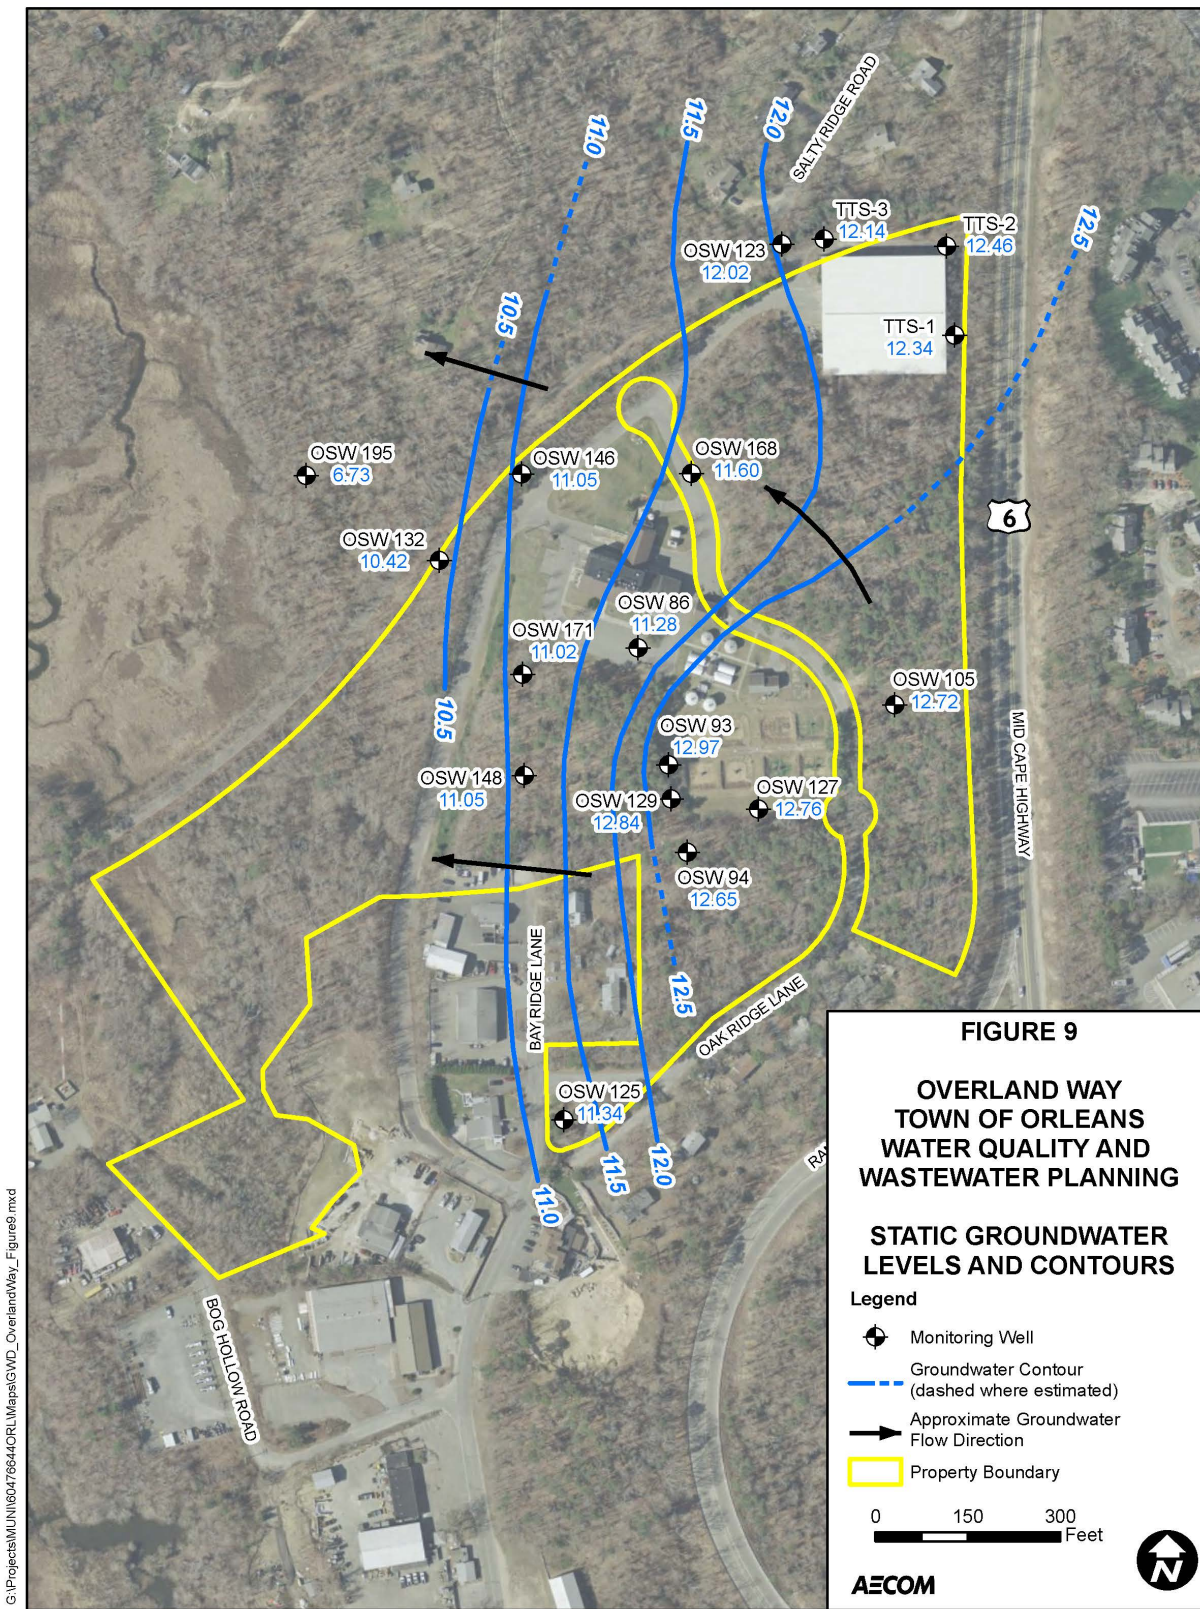 11.0
11.5
12.0
SALTY RIDGE ROAD
TTS-3
12.14
TTS-2
12.46
12.5
OSW 123
12.02
10.5
TTS-1
12.34
OSW 195
6.73
OSW 146
11.05
OSW 168
11.60
6
OSW 132
10.42
OSW 86
11.28
OSW 171
11.02
OSW 105
12.72
10.5
OSW 93
12.97
MID CAPE HIGHWAY
OSW 148
11.05
OSW 129
12.84
OSW 127
12.76
OSW 94
12.65
BAY RIDGE LANE
12.5
OAK RIDGE LANE
OSW 125
11.34
11.0
11.5
12.0
BOG HOLLOW ROAD
G:\Projects\MUNI\60476644ORL\Maps\GWD_OverlandWay_Figure9.mxd
FIGURE 9
OVERLAND WAY
TOWN OF ORLEANS
WATER QUALITY AND
WASTEWATER PLANNING
STATIC GROUNDWATER
LEVELS AND CONTOURS
Legend
Monitoring Well
Groundwater Contour
(dashed where estimated)
Approximate Groundwater
Flow Direction
Property Boundary
0 150 300
Feet
AECOM
N